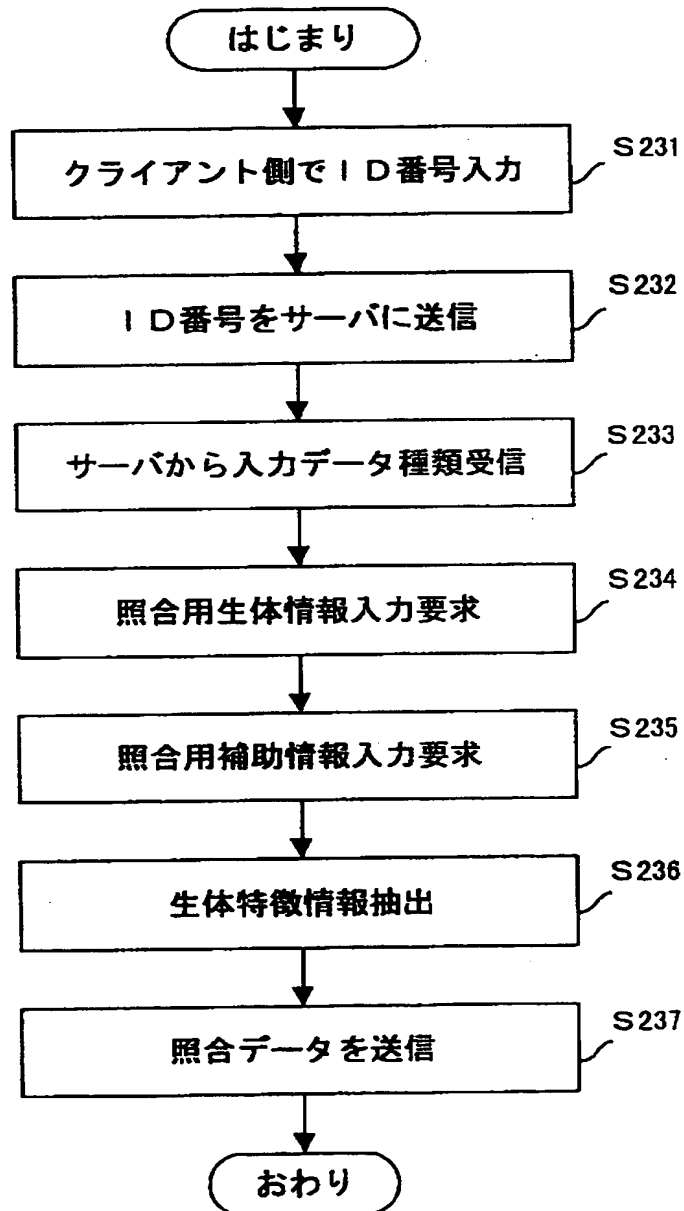 はじまり
クライアント側でID番号入力
S231
ID番号をサーバに送信
S232
サーバから入力データ種類受信
S233
照合用生体情報入力要求
S234
照合用補助情報入力要求
S235
生体特徴情報抽出
S236
照合データを送信
S237
おわり